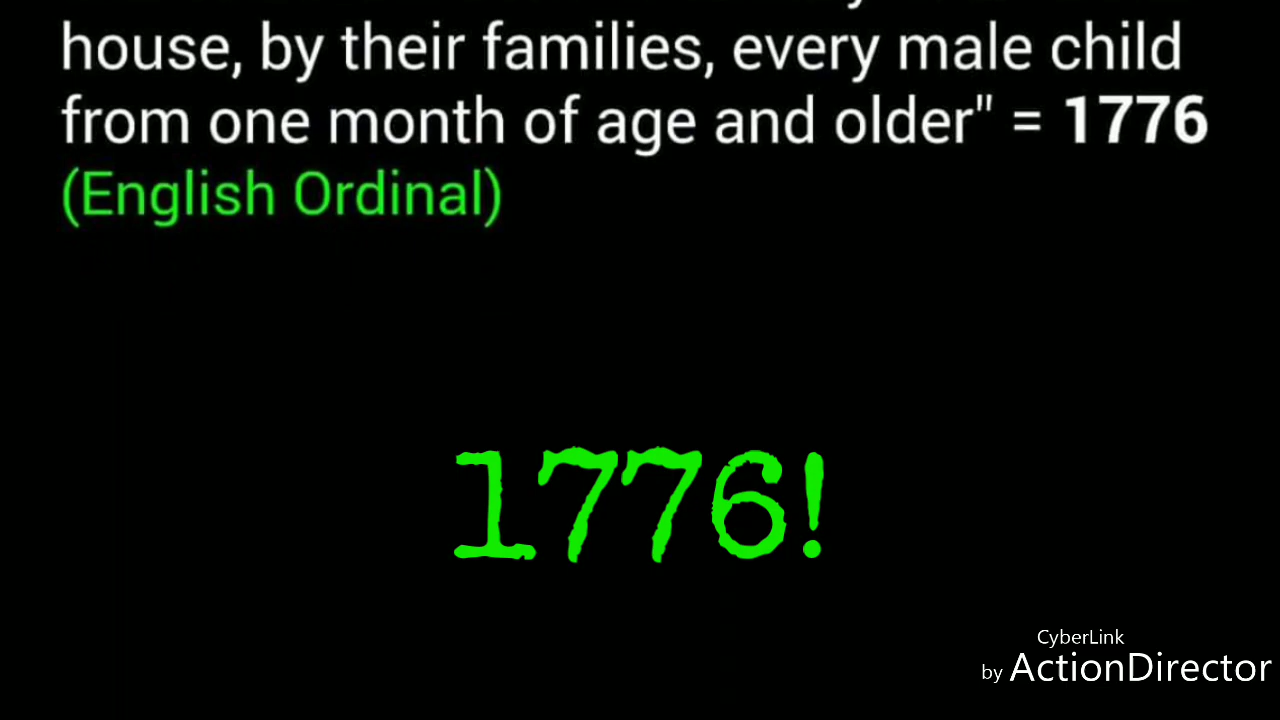 house, by their families, every male child
from one month of age and older" = 1776
(English Ordinal)
1776!
CyberLink
by ActionDirector